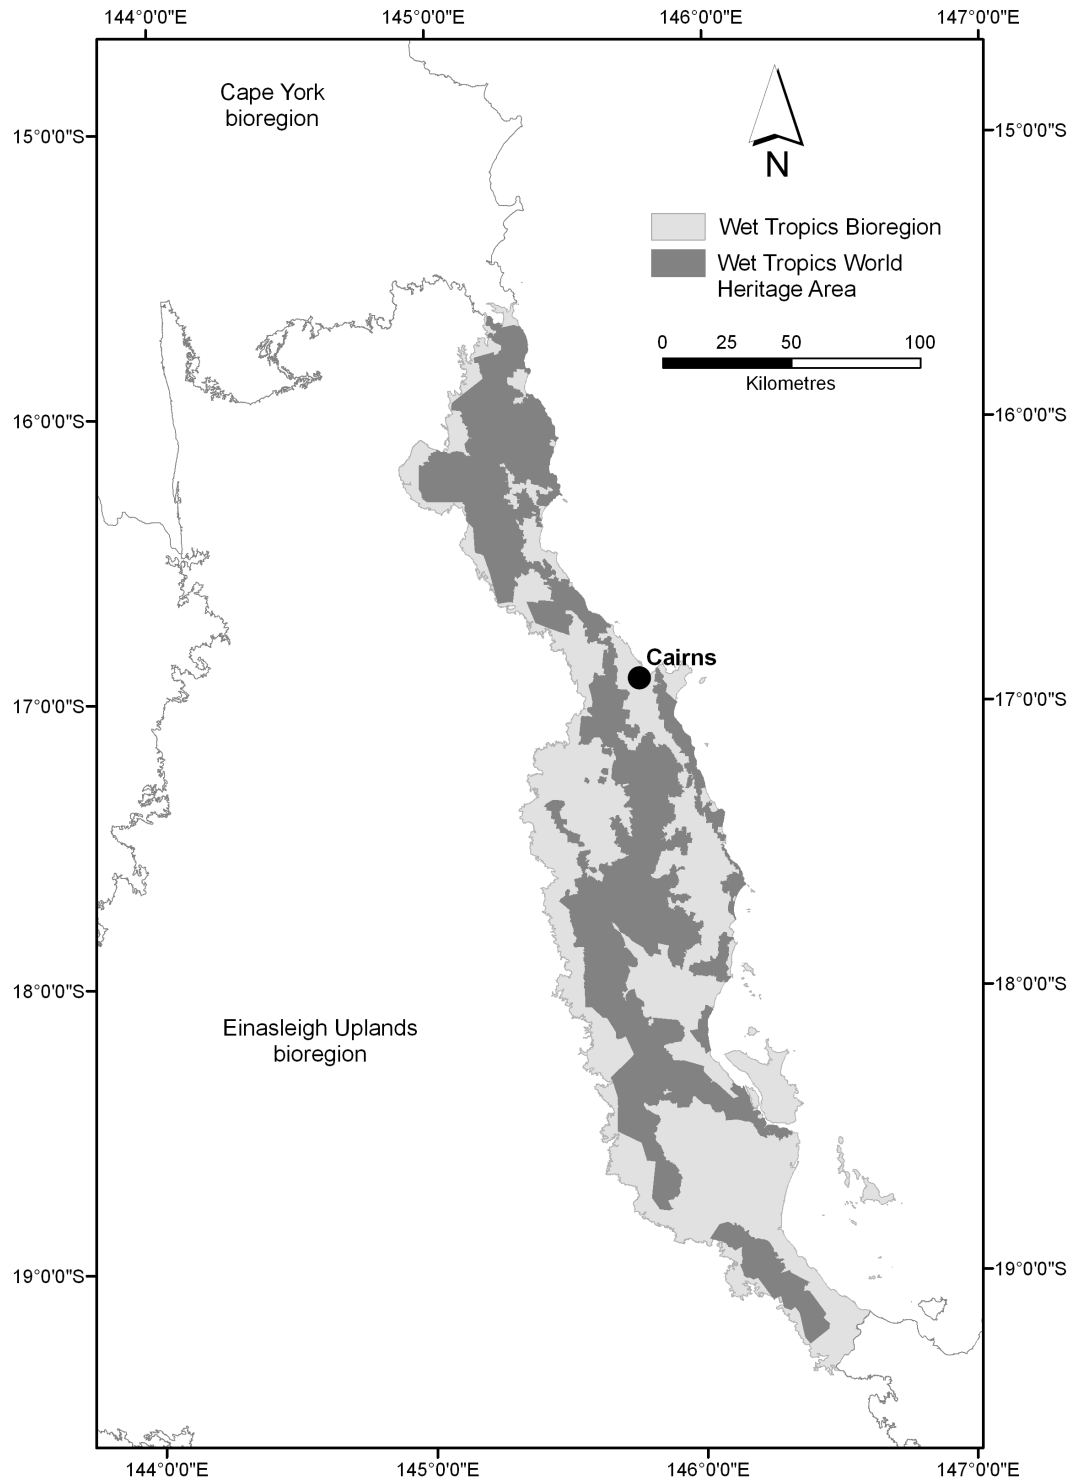 144°0'0"E
145°0'0"E
146°0'0"E
147°0'0"E
Cape York
bioregion
15°0'0"S
15°0'0"S
N
Wet Tropics Bioregion
Wet Tropics World
Heritage Area
0 25 50 100
Kilometres
16°0'0"S
16°0'0"S
Cairns
17°0'0"S
17°0'0"S
18°0'0"S
18°0'0"S
Einasleigh Uplands
bioregion
19°0'0"S
19°0'0"S
144°0'0"E
145°0'0"E
146°0'0"E
147°0'0"E